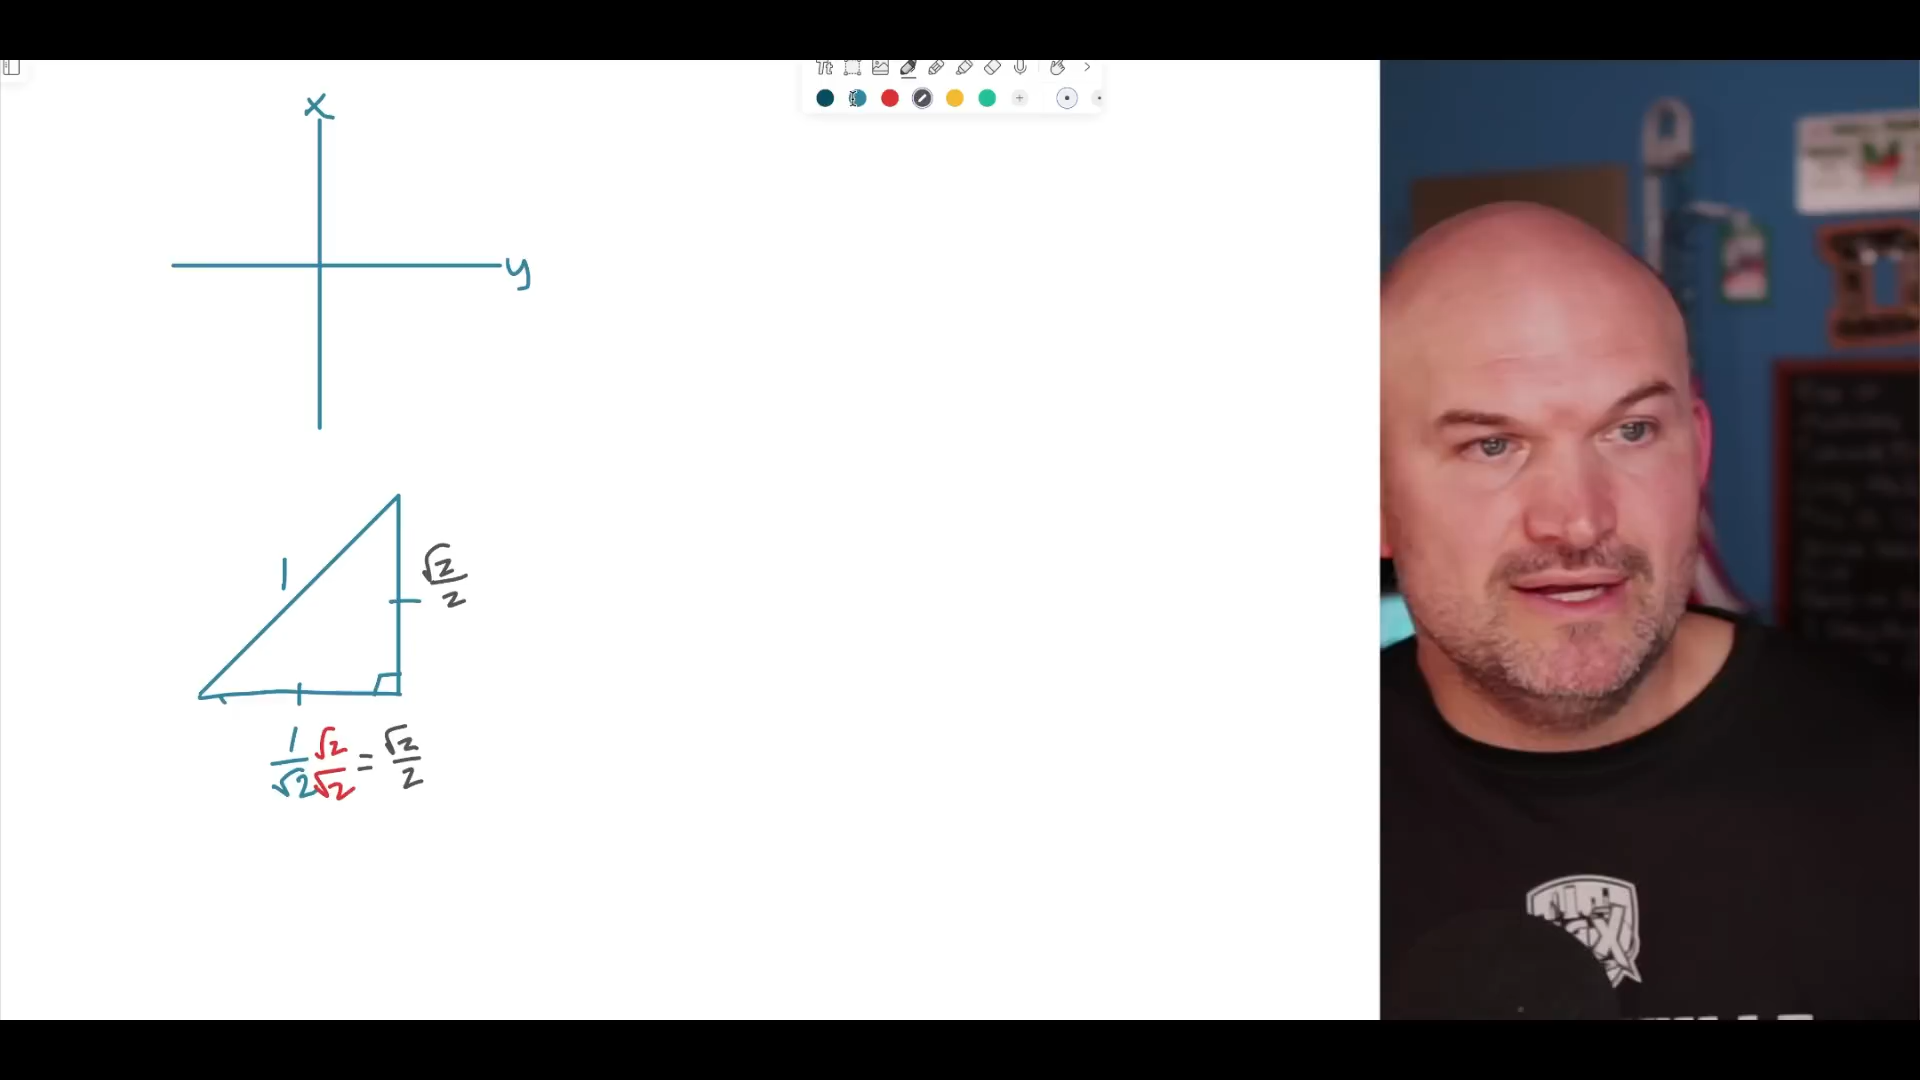 x
y
1
√2/2
1/√2 √2/√2 = √2/2